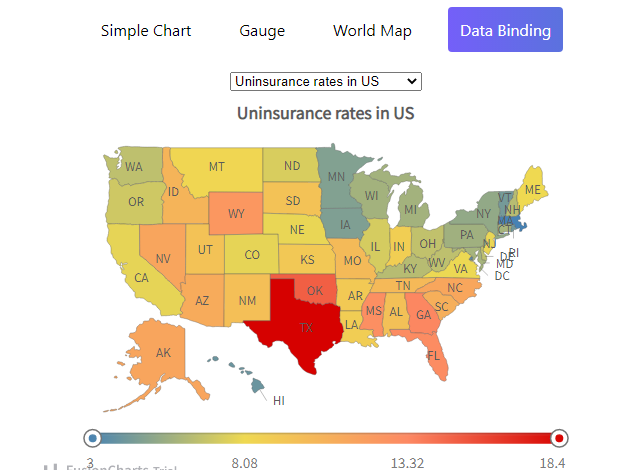 Simple Chart Gauge World Map Data Binding
Uninsurance rates in US
Uninsurance rates in US
WA MT ND MN ME
OR ID SD WI VT NH
WY MI NY MA
IA CT
NE PA
NV UT CO IL IN OH NJ RI
CA KS MO WV VA DE MD
KY DC
AZ NM OK AR TN NC
TX LA MS AL GA SC
AK FL
HI
3 8.08 13.32 18.4
FusionCharts Trial